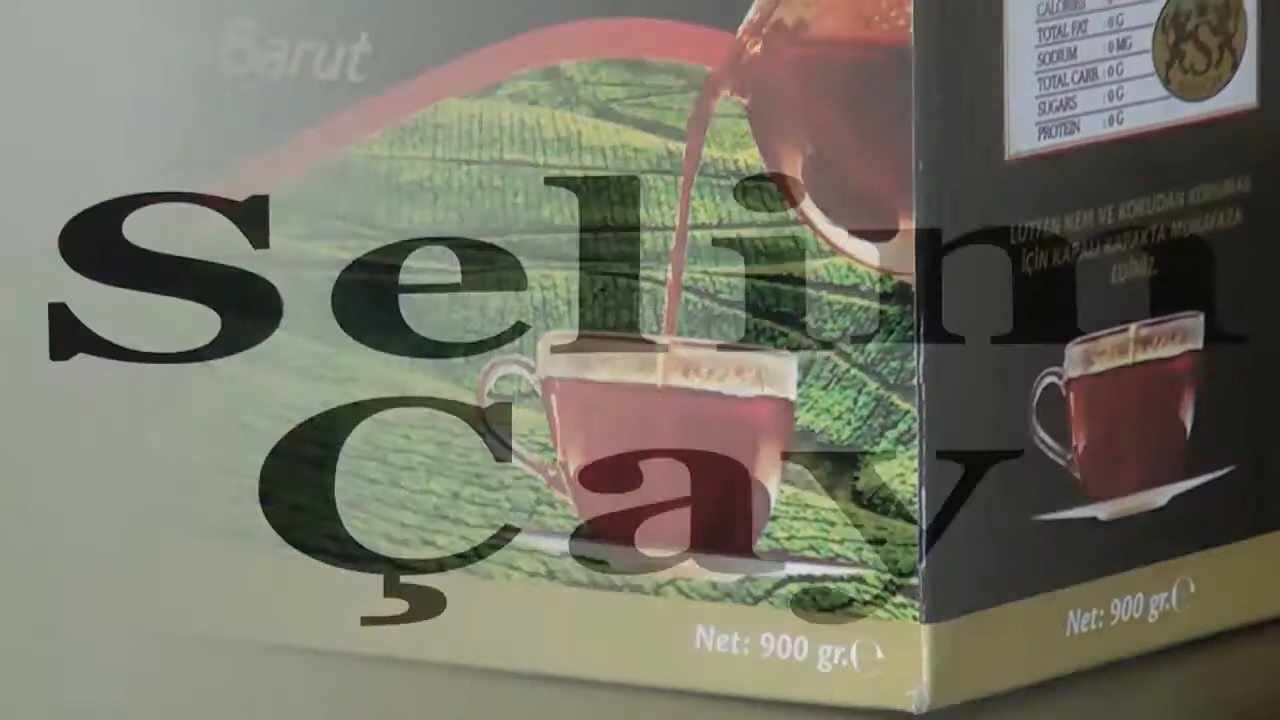 Barut
Selim
Çay
Net: 900 gr.
CALORIES
TOTAL FAT : 0 G
SODIUM : 0 MG
TOTAL CARB. : 0 G
SUGARS : 0 G
PROTEIN : 0 G
S
LÜTFEN NEM VE KOKUDAN KORUMAK
İÇİN KAPALI KAPAKTA MUHAFAZA
EDİNİZ.
Net: 900 gr.